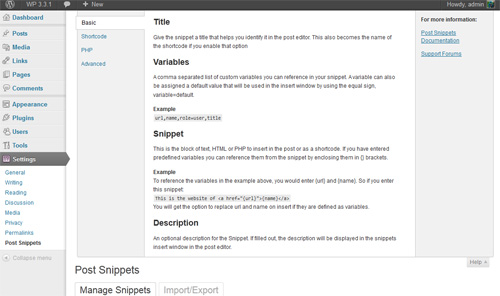 WP 3.3.1
+ New
Howdy, admin
Dashboard
Posts
Media
Links
Pages
Comments
Appearance
Plugins
Users
Tools
Settings
General
Writing
Reading
Discussion
Media
Privacy
Permalinks
Post Snippets
Collapse menu
Basic
Shortcode
PHP
Advanced
Title
Give the snippet a title that helps you identify it in the post editor. This also becomes the name of
the shortcode if you enable that option
Variables
A comma separated list of custom variables you can reference in your snippet. A variable can also
be assigned a default value that will be used in the insert window by using the equal sign,
variable=default.
Example
url,name,role=user,title
Snippet
This is the block of text, HTML or PHP to insert in the post or as a shortcode. If you have entered
predefined variables you can reference them from the snippet by enclosing them in {} brackets.
Example
To reference the variables in the example above, you would enter {url} and {name}. So if you enter
this snippet:
This is the website of <a href="{url}">{name}</a>
You will get the option to replace url and name on insert if they are defined as variables.
Description
An optional description for the Snippet. If filled out, the description will be displayed in the snippets
insert window in the post editor.
For more information:
Post Snippets
Documentation
Support Forums
Help
Post Snippets
Manage Snippets
Import/Export